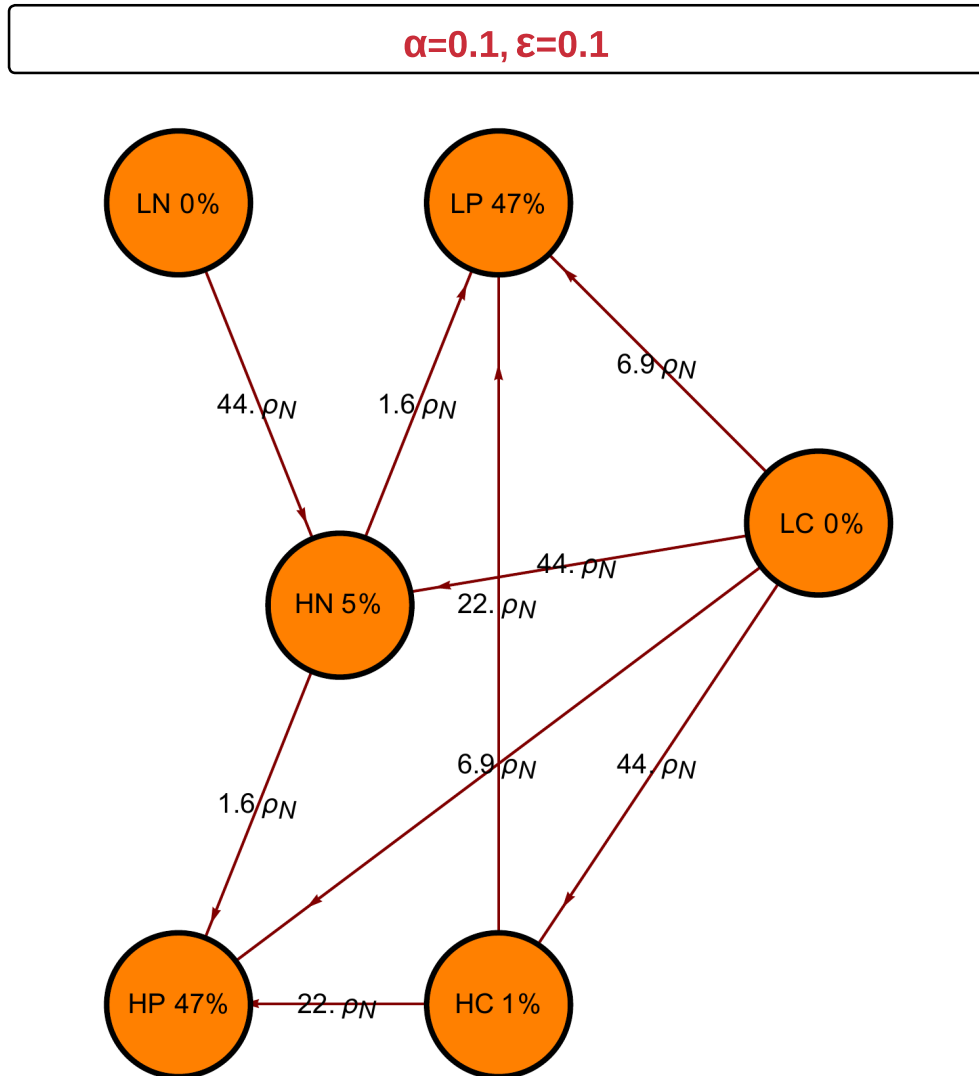 α=0.1, ε=0.1
LN 0%
LP 47%
6.9 ρN
44. ρN
1.6 ρN
LC 0%
44. ρN
HN 5%
22. ρN
6.9 ρN
44. ρN
1.6 ρN
HP 47%
22. ρN
HC 1%